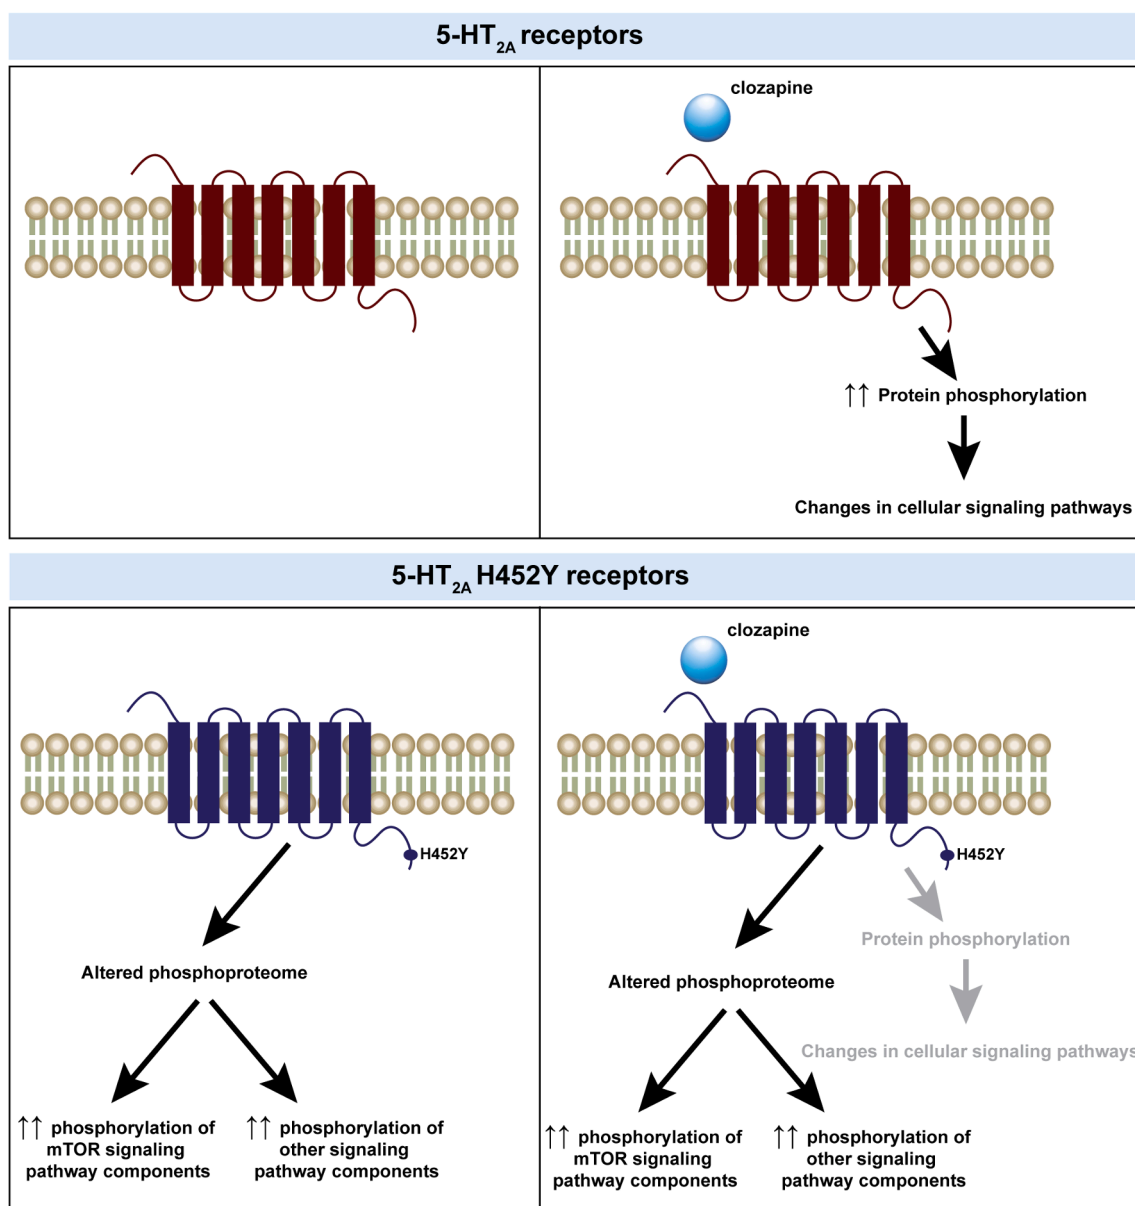 5-HT2A receptors
clozapine
↑↑ Protein phosphorylation
Changes in cellular signaling pathways
5-HT2A H452Y receptors
H452Y
Altered phosphoproteome
↑↑ phosphorylation of
mTOR signaling
pathway components
↑↑ phosphorylation of
other signaling
pathway components
clozapine
H452Y
Protein phosphorylation
Changes in cellular signaling pathways
Altered phosphoproteome
↑↑ phosphorylation of
mTOR signaling
pathway components
↑↑ phosphorylation of
other signaling
pathway components